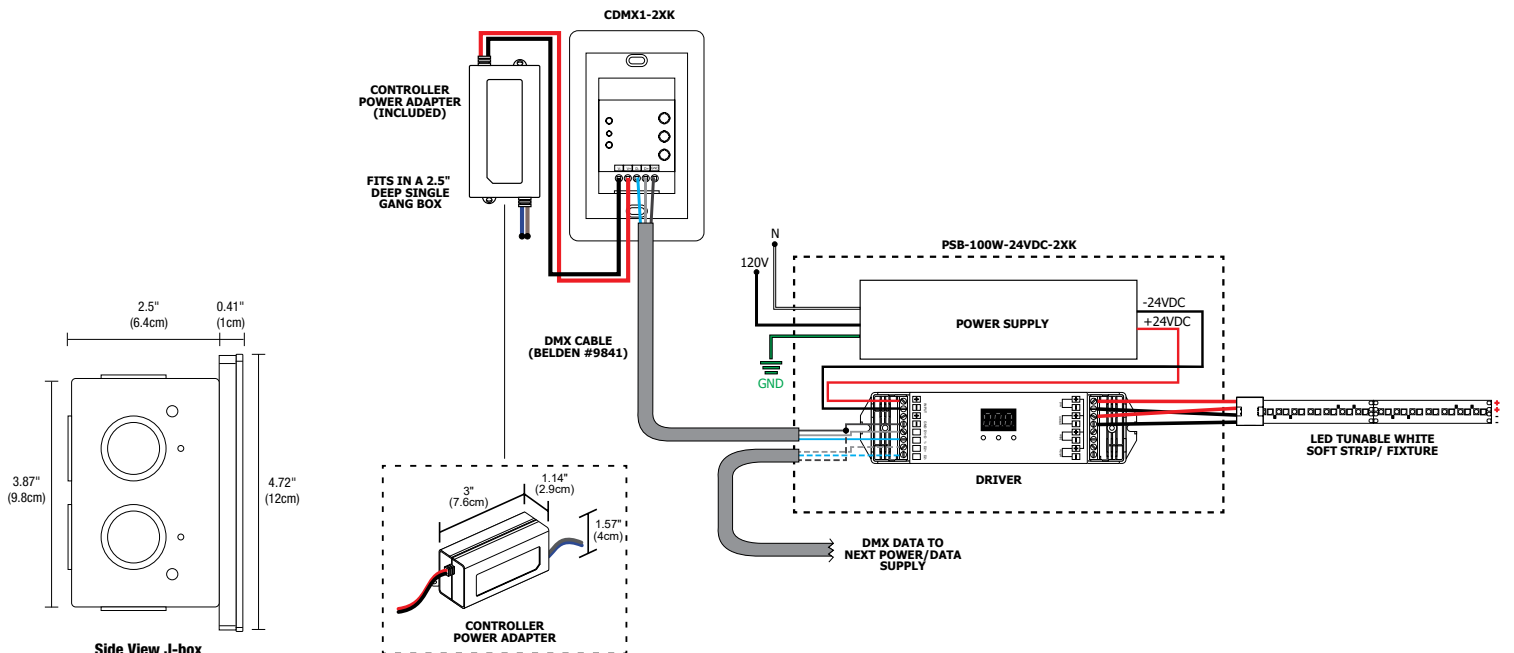 CDMX1-2XK
CONTROLLER
POWER ADAPTER
(INCLUDED)
FITS IN A 2.5"
DEEP SINGLE
GANG BOX
N
120V
PSB-100W-24VDC-2XK
POWER SUPPLY
-24VDC
+24VDC
GND
DMX CABLE
(BELDEN #9841)
DRIVER
LED TUNABLE WHITE
SOFT STRIP/ FIXTURE
DMX DATA TO
NEXT POWER/DATA
SUPPLY
2.5"
(6.4cm)
0.41"
(1cm)
3.87"
(9.8cm)
4.72"
(12cm)
Side View J-box
3"
(7.6cm)
1.14"
(2.9cm)
1.57"
(4cm)
CONTROLLER
POWER ADAPTER